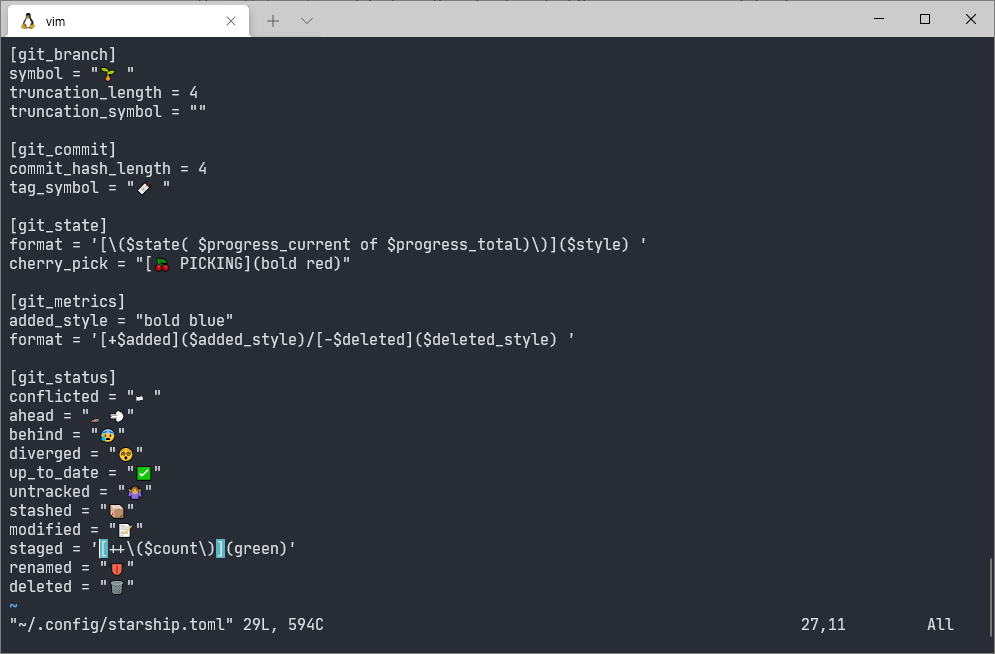 vim
[git_branch]
symbol = "🌱 "
truncation_length = 4
truncation_symbol = ""
[git_commit]
commit_hash_length = 4
tag_symbol = "🔖 "
[git_state]
format = '[\($state( $progress_current of $progress_total)\)]($style) '
cherry_pick = "[🍒 PICKING](bold red)"
[git_metrics]
added_style = "bold blue"
format = '[+$added]($added_style)/[-$deleted]($deleted_style) '
[git_status]
conflicted = " "
ahead = " "
behind = "😰"
diverged = "😵"
up_to_date = "✅"
untracked = "🤷"
stashed = "📦"
modified = "📝"
staged = '[++\($count\)](green)'
renamed = "👅"
deleted = "🗑"
~
"~/.config/starship.toml" 29L, 594C 27,11 All